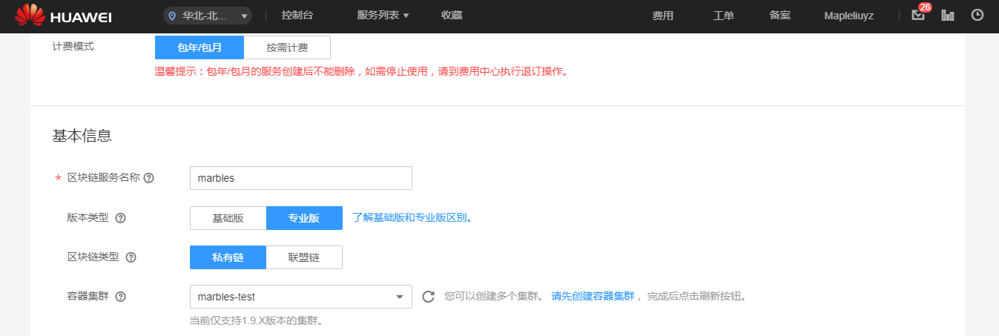 HUAWEI 华北-北... 控制台 服务列表 收藏 费用 工单 备案 Mapleliuyz 26
计费模式 包年/包月 按需计费
温馨提示：包年/包月的服务创建后不能删除，如需停止使用，请到费用中心执行退订操作。
基本信息
* 区块链服务名称 ? marbles
版本类型 ? 基础版 专业版 了解基础版和专业版区别。
区块链类型 ? 私有链 联盟链
容器集群 ? marbles-test 您可以创建多个集群。 请先创建容器集群 ，完成后点击刷新按钮。
当前仅支持1.9.X版本的集群。